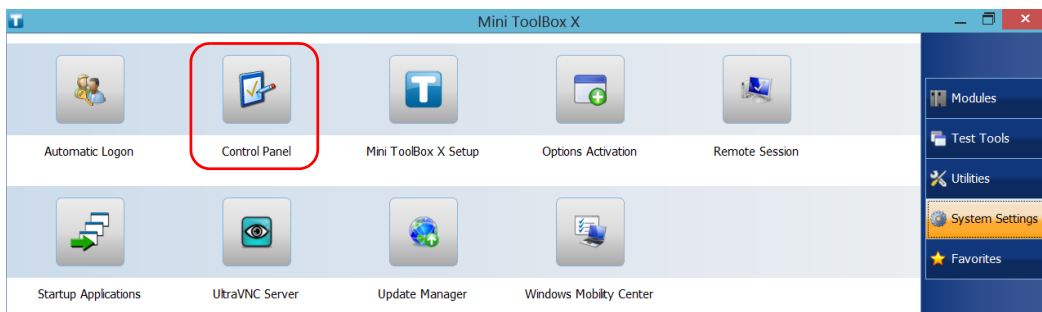 Mini ToolBox X
Automatic Logon
Control Panel
Mini ToolBox X Setup
Options Activation
Remote Session
Startup Applications
UltraVNC Server
Update Manager
Windows Mobility Center
Modules
Test Tools
Utilities
System Settings
Favorites